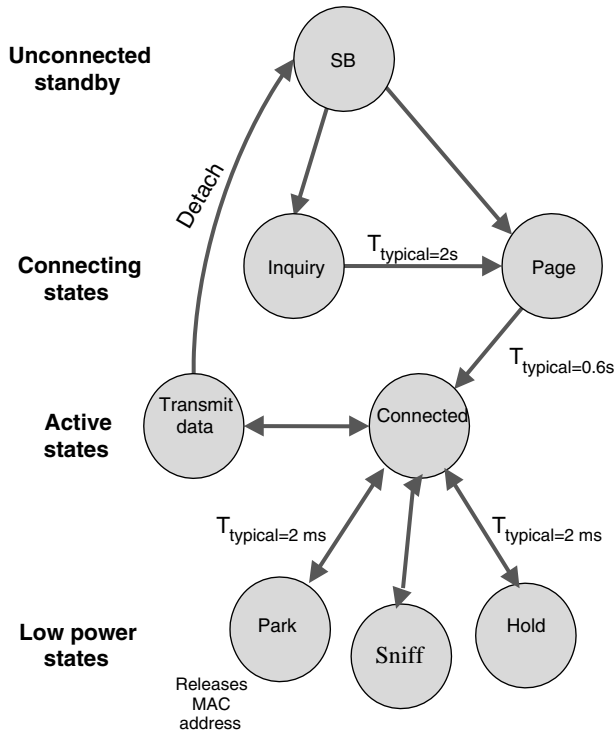 Unconnected
standby
SB
Detach
Connecting
states
Inquiry
Ttypical=2s
Page
Ttypical=0.6s
Active
states
Transmit
data
Connected
Ttypical=2 ms
Ttypical=2 ms
Low power
states
Park
Sniff
Hold
Releases
MAC
address